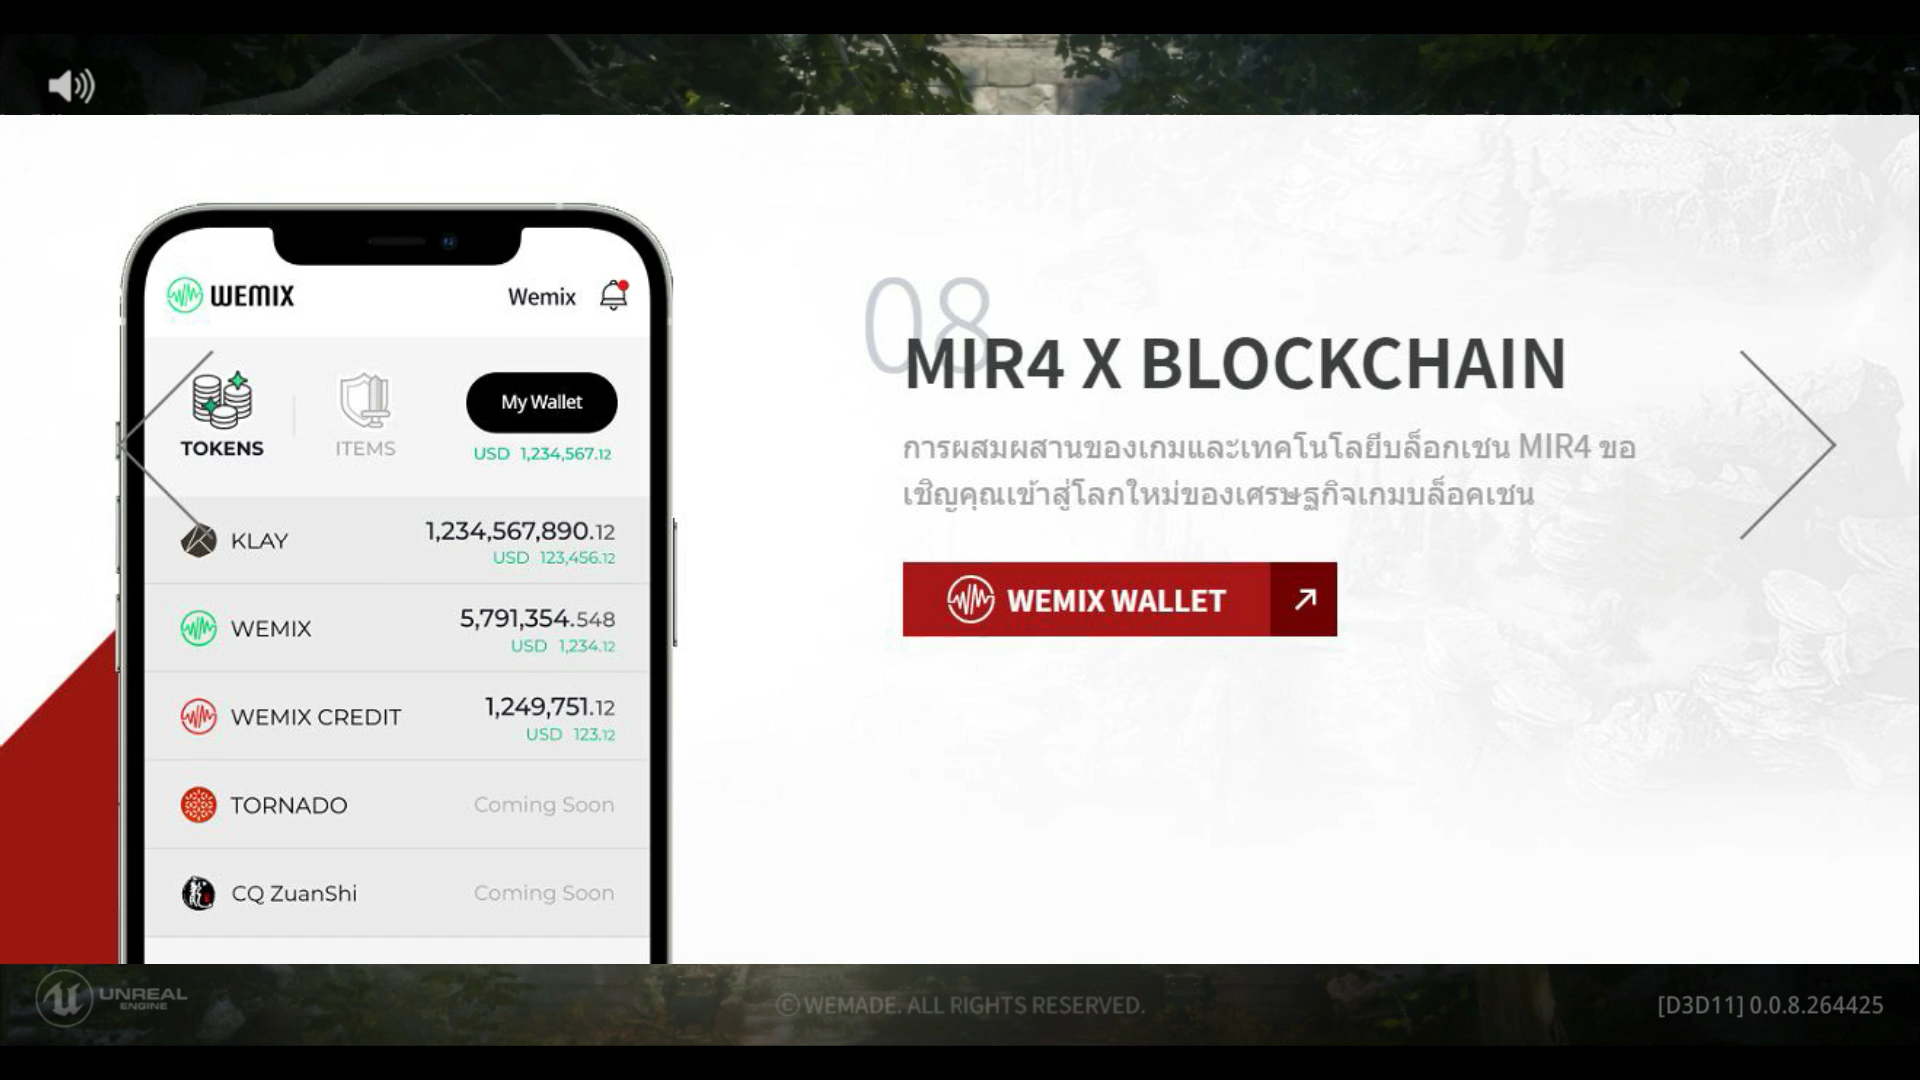 WEMIX
Wemix
TOKENS
ITEMS
My Wallet
USD 1,234,567.12
KLAY
1,234,567,890.12
USD 123,456.12
WEMIX
5,791,354.548
USD 1,234.12
WEMIX CREDIT
1,249,751.12
USD 123.12
TORNADO
Coming Soon
CQ ZuanShi
Coming Soon
08
MIR4 X BLOCKCHAIN
การผสมผสานของเกมและเทคโนโลยีบล็อกเชน MIR4 ขอ
เชิญคุณเข้าสู่โลกใหม่ของเศรษฐกิจเกมบล็อคเชน
WEMIX WALLET
UNREAL
ENGINE
© WEMADE. ALL RIGHTS RESERVED.
[D3D11] 0.0.8.264425